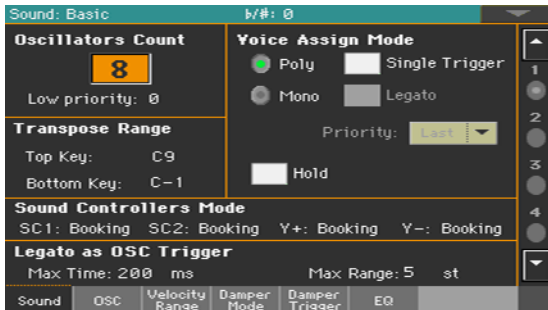 Sound: Basic ♭/#: 0
Oscillators Count
8
Low priority: 0
Voice Assign Mode
Poly Single Trigger
Mono Legato
Priority: Last
Hold
Transpose Range
Top Key: C9
Bottom Key: C-1
Sound Controllers Mode
SC1: Booking SC2: Booking Y+: Booking Y-: Booking
Legato as OSC Trigger
Max Time: 200 ms Max Range: 5 st
1
2
3
4
Sound OSC Velocity Range Damper Mode Damper Trigger EQ